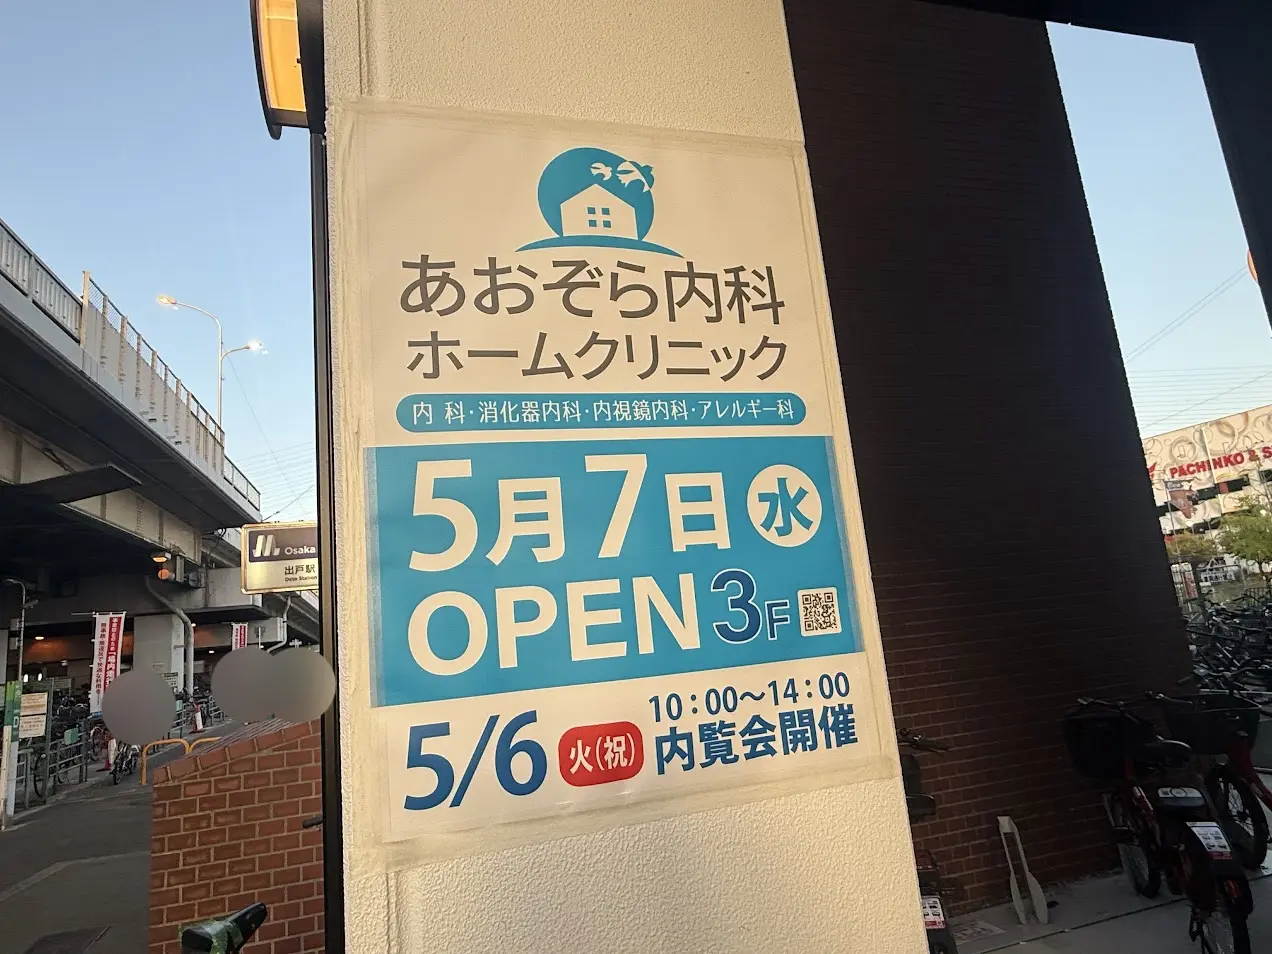 あおぞら内科
ホームクリニック
内 科・消化器内科・内視鏡内科・アレルギー科
5月7日 水
OPEN 3F
5/6 火(祝) 10:00〜14:00
内覧会開催
Osaka
出戸駅
Deto Station
PACHINKO & S